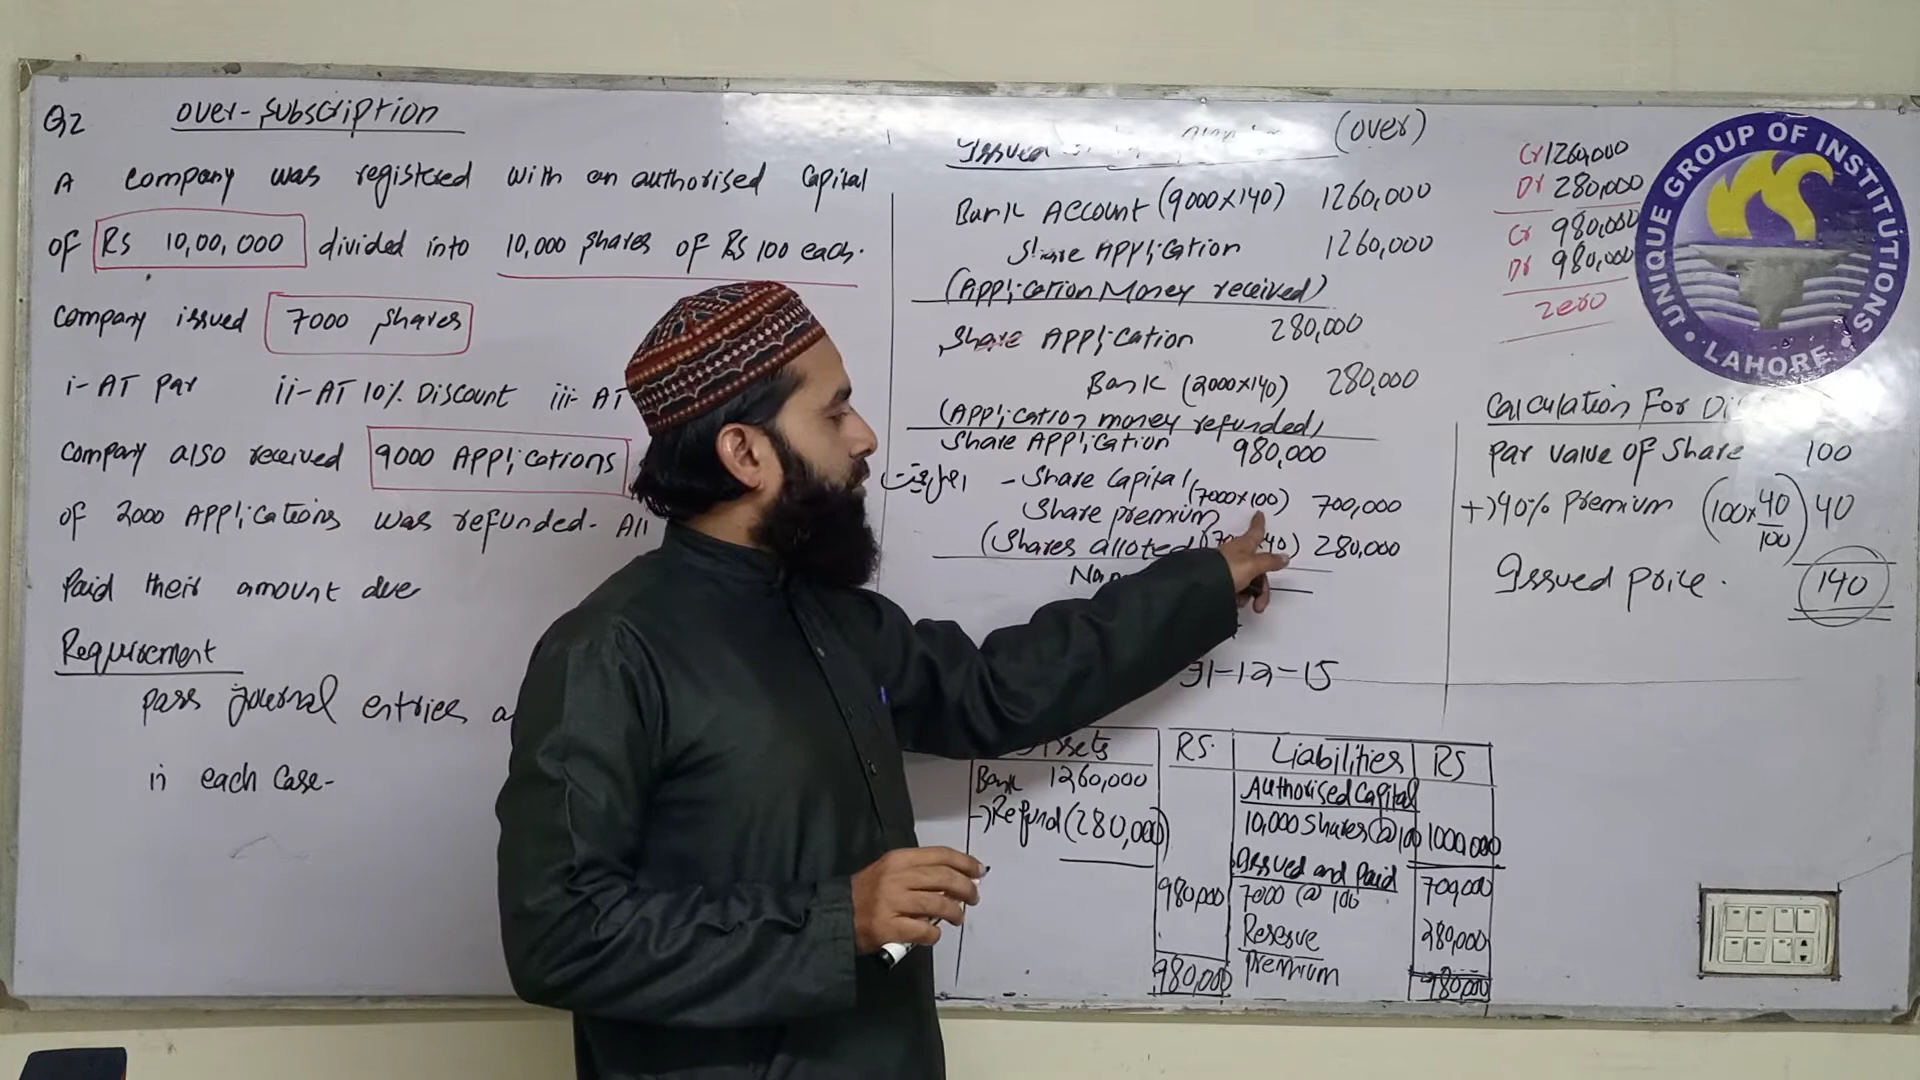 Q2 over-Subscription
A company was registered with an authorised Capital
of RS 10,00,000 divided into 10,000 shares of RS 100 each.
Company issued 7000 shares
i- AT Par ii- AT 10% Discount iii- AT
Company also received 9000 Applications
of 2000 Applications was refunded. All
Paid their amount due
Requirement
pass journal entries
in each case-
Issued (over)
Bank Account (9000x140) 1260,000
Share Application 1260,000
(Application Money received)
Share Application 280,000
Bank (2000x140) 280,000
(Application money refunded)
Share Application 980,000
- Share Capital (7000x100) 700,000
Share premium 280,000
(Shares alloted
31-12-15
Assets RS. Liabilities RS
Bank 1260,000 Authorised Capital
-) Refund (280,000) 10,000 Shares @ 100 1000,000
Issued and Paid
980,000 7000 @ 100 700,000
Reserve 280,000
premium
980,000 980,000
Cr 1260,000
Dr 280,000
Cr 980,000
Dr 980,000
Zero
UNIQUE GROUP OF INSTITUTIONS
LAHORE
Calculation For
Par value of Share 100
+) 40% Premium (100x40/100) 40
Issued price. 140